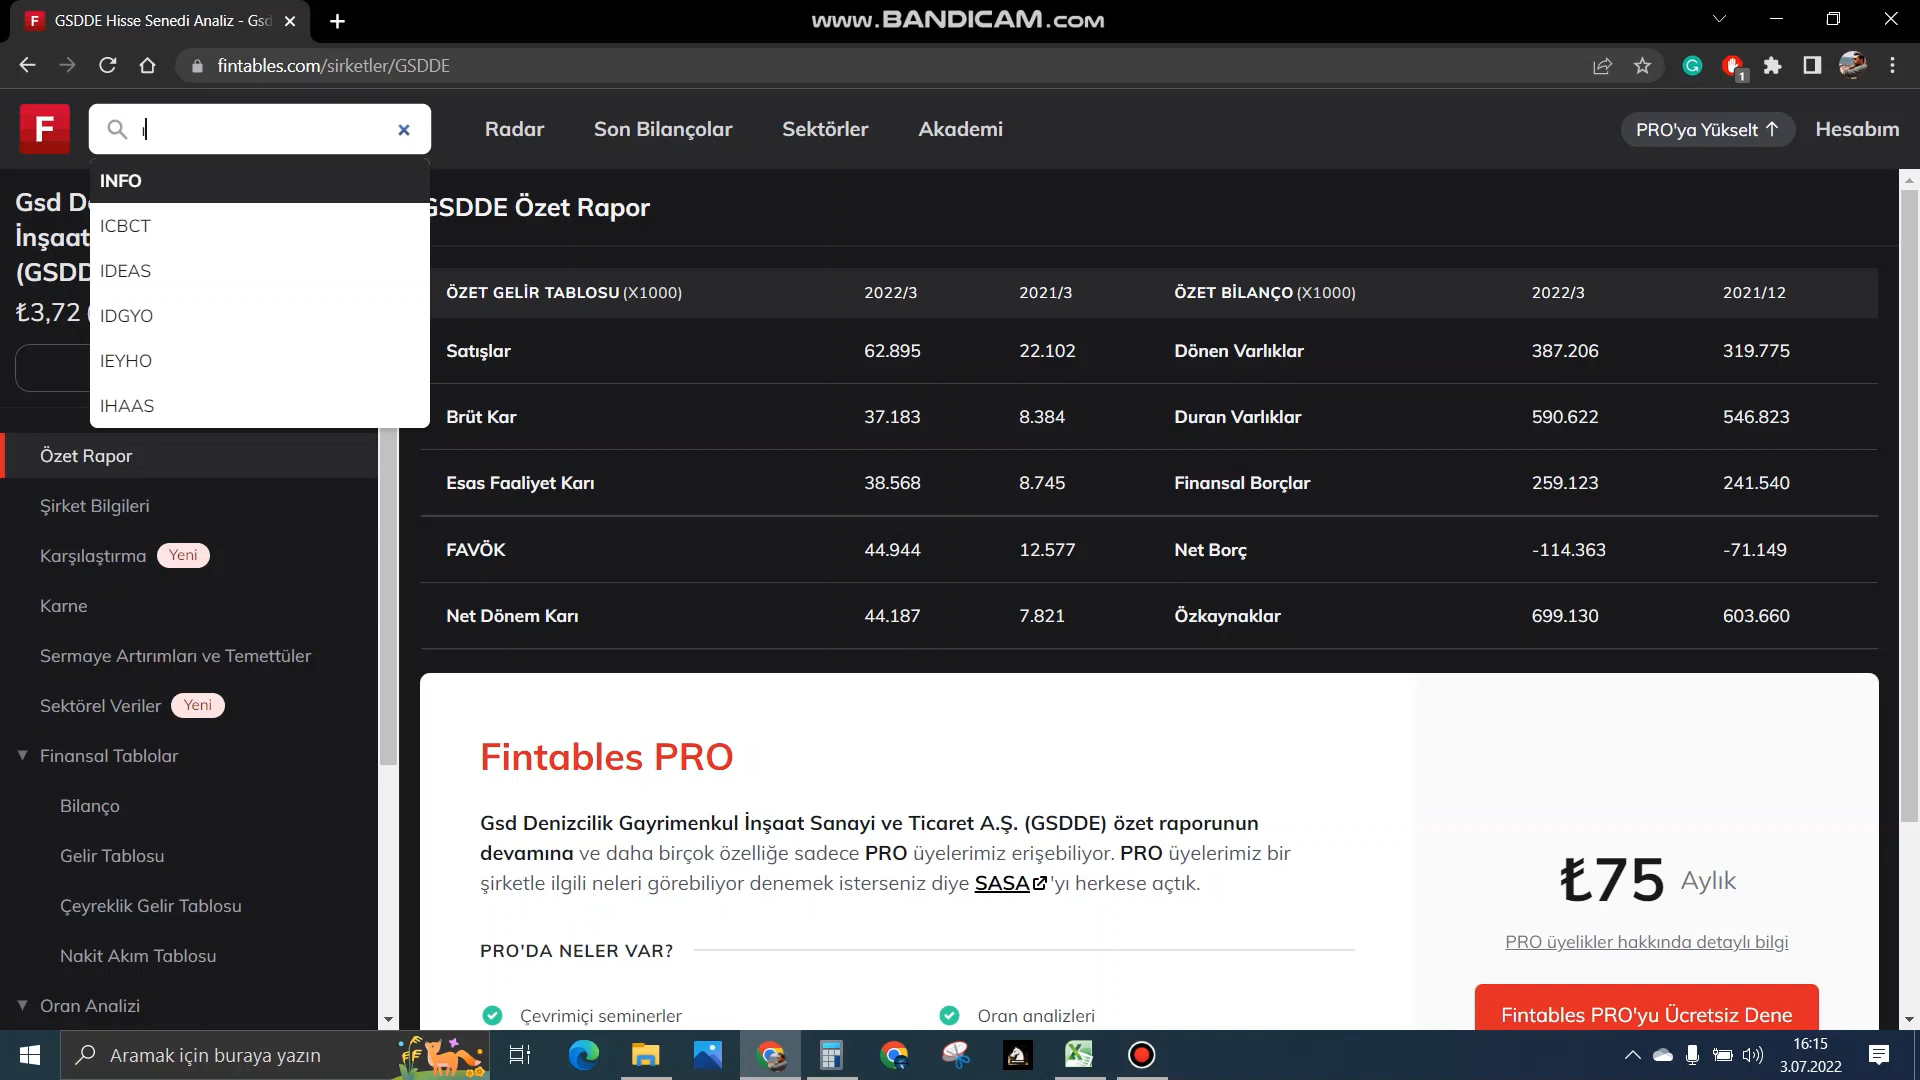 GSDDE Hisse Senedi Analiz - Gsd
www.BANDICAM.com
fintables.com/sirketler/GSDDE
1
F
ı
Radar
Son Bilançolar
Sektörler
Akademi
PRO'ya Yükselt ↑
Hesabım
INFO
ICBCT
IDEAS
IDGYO
IEYHO
IHAAS
Gsd De
İnşaat
(GSDD
₺3,72 (
Özet Rapor
Şirket Bilgileri
Karşılaştırma Yeni
Karne
Sermaye Artırımları ve Temettüler
Sektörel Veriler Yeni
Finansal Tablolar
Bilanço
Gelir Tablosu
Çeyreklik Gelir Tablosu
Nakit Akım Tablosu
Oran Analizi
GSDDE Özet Rapor
ÖZET GELİR TABLOSU (X1000) 2022/3 2021/3 ÖZET BİLANÇO (X1000) 2022/3 2021/12
Satışlar 62.895 22.102 Dönen Varlıklar 387.206 319.775
Brüt Kar 37.183 8.384 Duran Varlıklar 590.622 546.823
Esas Faaliyet Karı 38.568 8.745 Finansal Borçlar 259.123 241.540
FAVÖK 44.944 12.577 Net Borç -114.363 -71.149
Net Dönem Karı 44.187 7.821 Özkaynaklar 699.130 603.660
Fintables PRO
Gsd Denizcilik Gayrimenkul İnşaat Sanayi ve Ticaret A.Ş. (GSDDE) özet raporunun
devamına ve daha birçok özelliğe sadece PRO üyelerimiz erişebiliyor. PRO üyelerimiz bir
şirketle ilgili neleri görebiliyor denemek isterseniz diye SASA 'yı herkese açtık.
PRO'DA NELER VAR?
Çevrimiçi seminerler
Oran analizleri
₺75 Aylık
PRO üyelikler hakkında detaylı bilgi
Fintables PRO'yu Ücretsiz Dene
Aramak için buraya yazın
16:15
3.07.2022